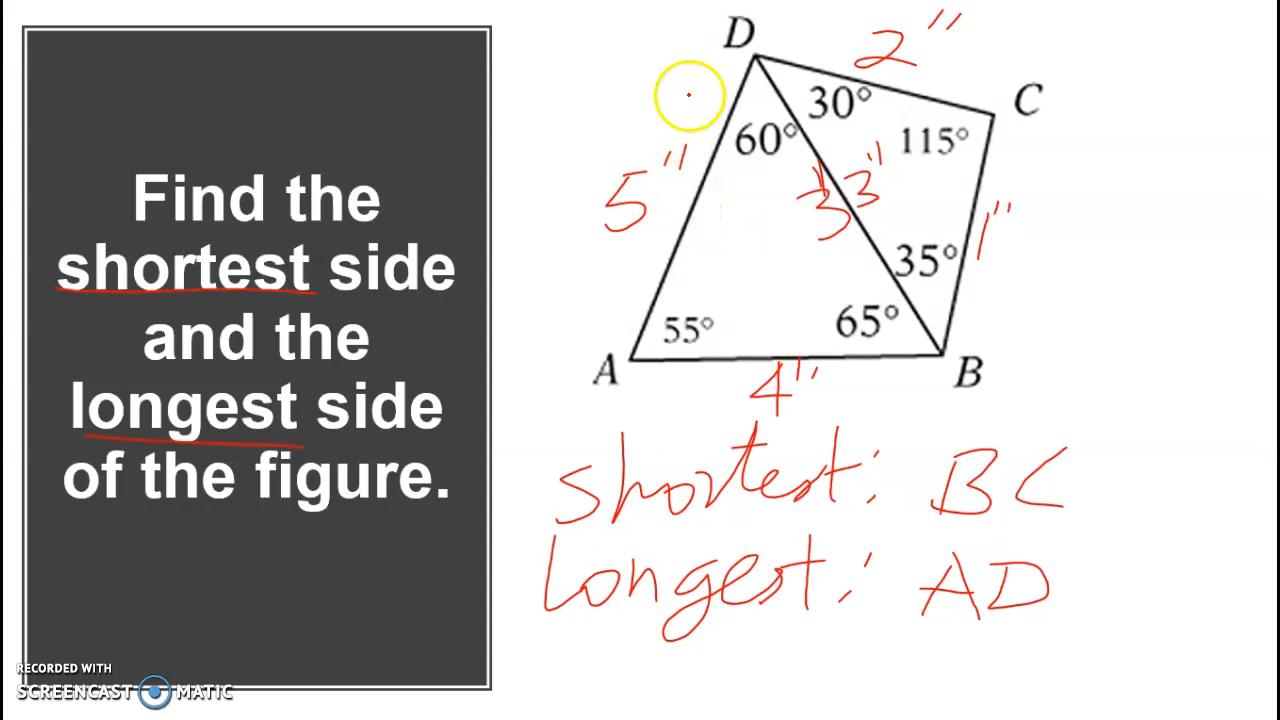 Find the
shortest side
and the
longest side
of the figure.
D
2"
C
30°
60°
115°
5"
3
3"
1"
35°
55°
65°
A
B
4"
shortest: BC
longest: AD
RECORDED WITH
SCREENCAST MATIC